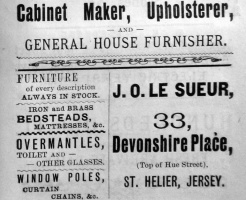 Cabinet Maker, Upholsterer,
— AND —
GENERAL HOUSE FURNISHER.
FURNITURE
of every description
ALWAYS IN STOCK.
IRON and BRASS
BEDSTEADS,
MATTRESSES, &c.
OVERMANTLES,
TOILET and —
— OTHER GLASSES.
WINDOW POLES,
CURTAIN
CHAINS, &c.
J. O. LE SUEUR,
33,
Devonshire Place,
(Top of Hue Street),
ST. HELIER, JERSEY.